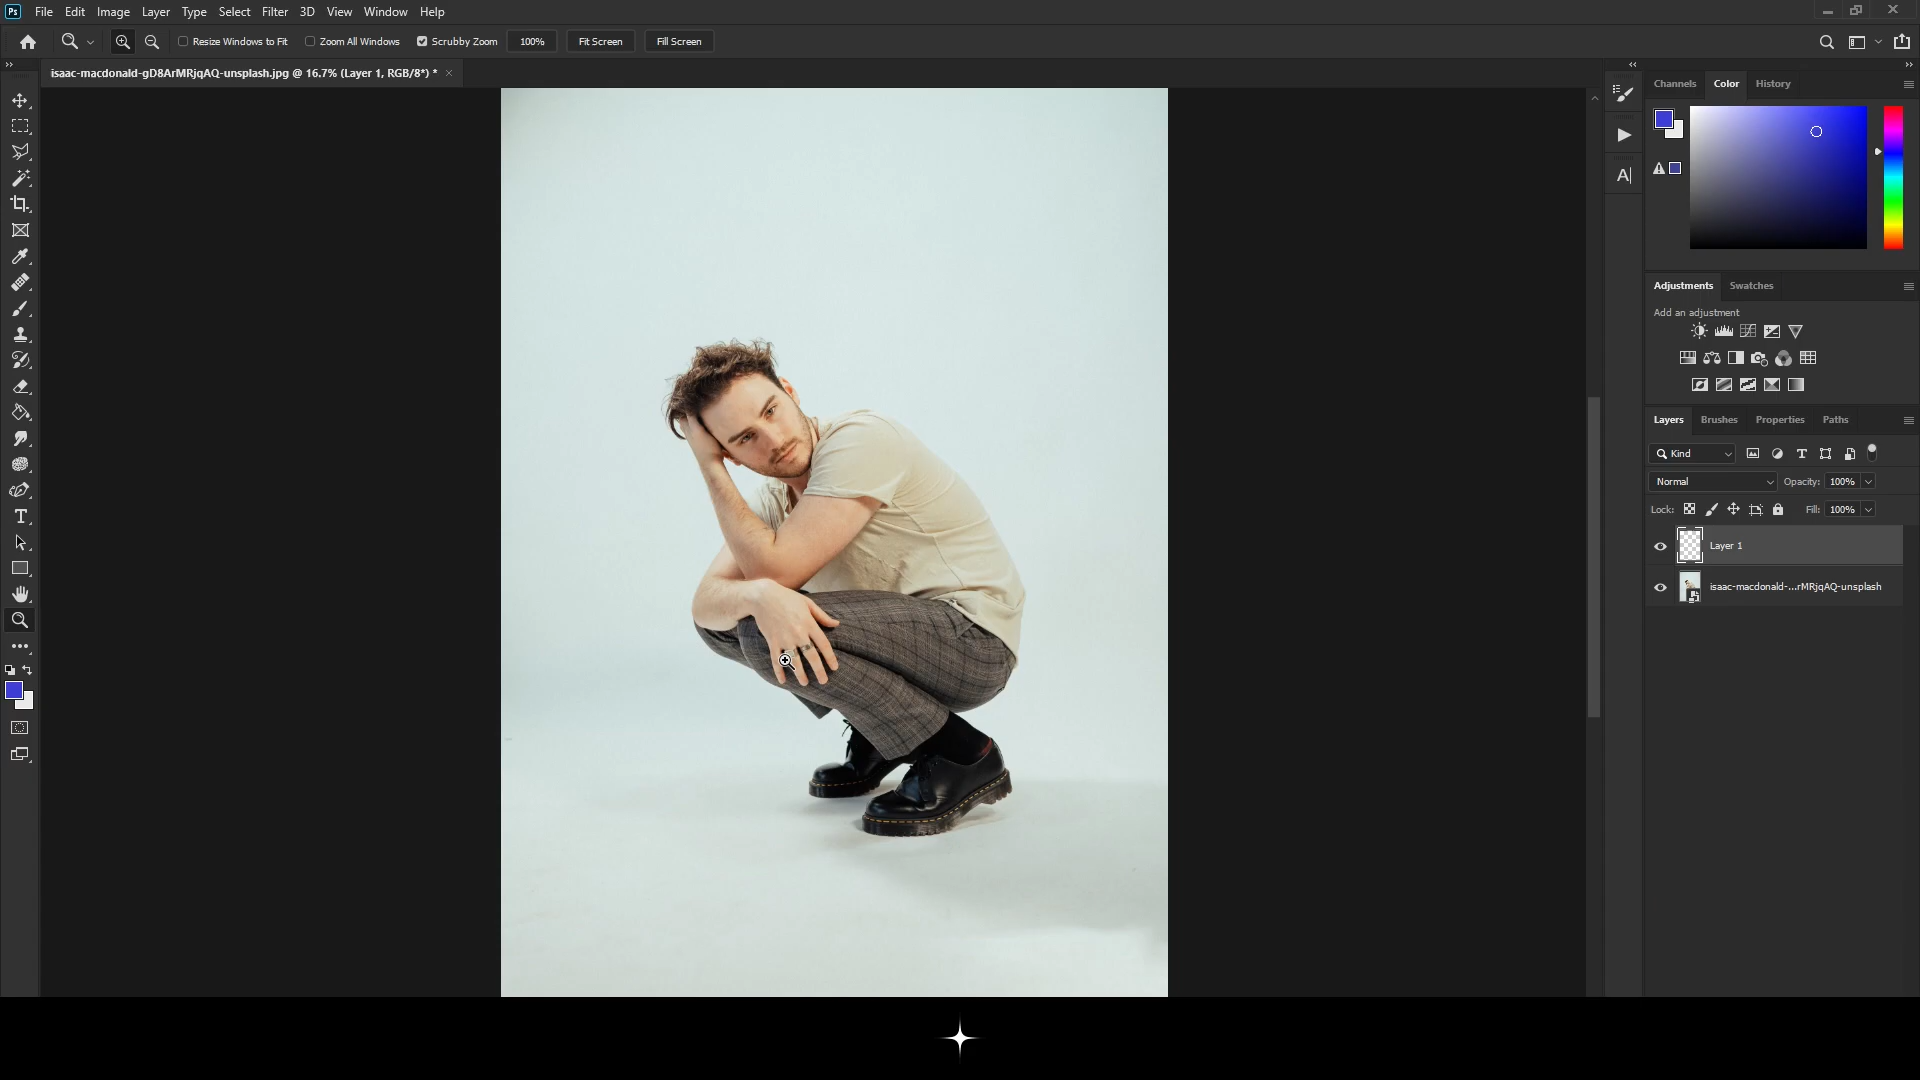 Ps File Edit Image Layer Type Select Filter 3D View Window Help
Resize Windows to Fit Zoom All Windows Scrubby Zoom 100% Fit Screen Fill Screen
isaac-macdonald-gD8ArMRjqAQ-unsplash.jpg @ 16.7% (Layer 1, RGB/8*) *
Channels Color History
Adjustments Swatches
Add an adjustment
Layers Brushes Properties Paths
Kind
Normal Opacity: 100%
Lock: Fill: 100%
Layer 1
isaac-macdonald-...rMRjqAQ-unsplash